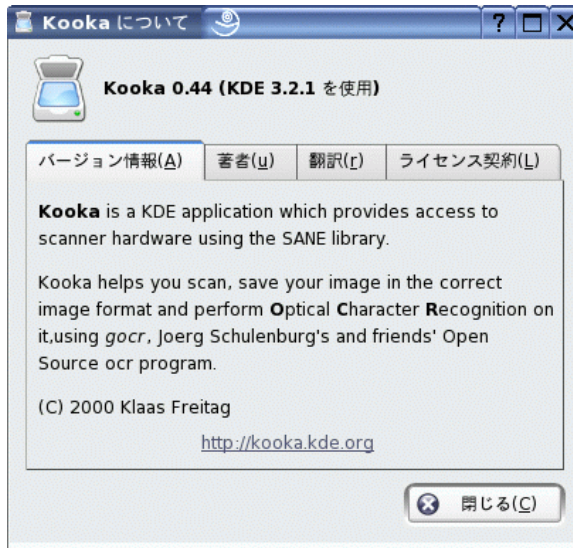 Kooka について
Kooka 0.44 (KDE 3.2.1 を使用)
バージョン情報(A) 著者(u) 翻訳(r) ライセンス契約(L)
Kooka is a KDE application which provides access to
scanner hardware using the SANE library.
Kooka helps you scan, save your image in the correct
image format and perform Optical Character Recognition on
it,using gocr, Joerg Schulenburg's and friends' Open
Source ocr program.
(C) 2000 Klaas Freitag
http://kooka.kde.org
閉じる(C)